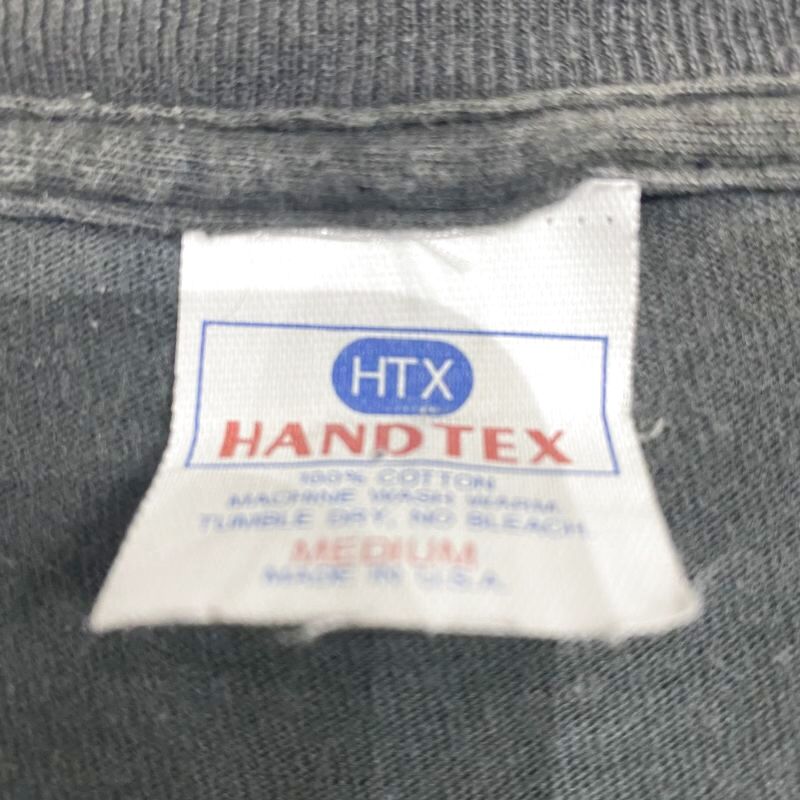 HTX
HANDTEX
100% COTTON
MACHINE WASH WARM.
TUMBLE DRY, NO BLEACH.
MEDIUM
MADE IN U.S.A.